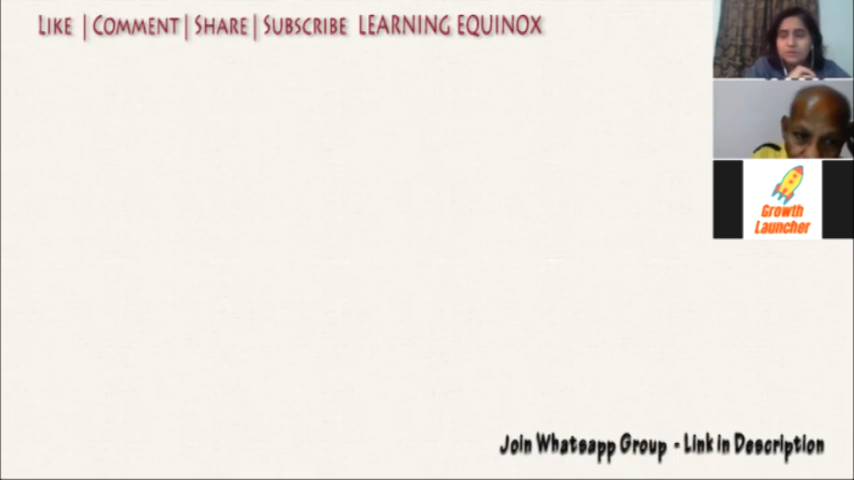 LIKE | COMMENT | SHARE | SUBSCRIBE LEARNING EQUINOX
Growth
Launcher
Join Whatsapp Group - Link in Description